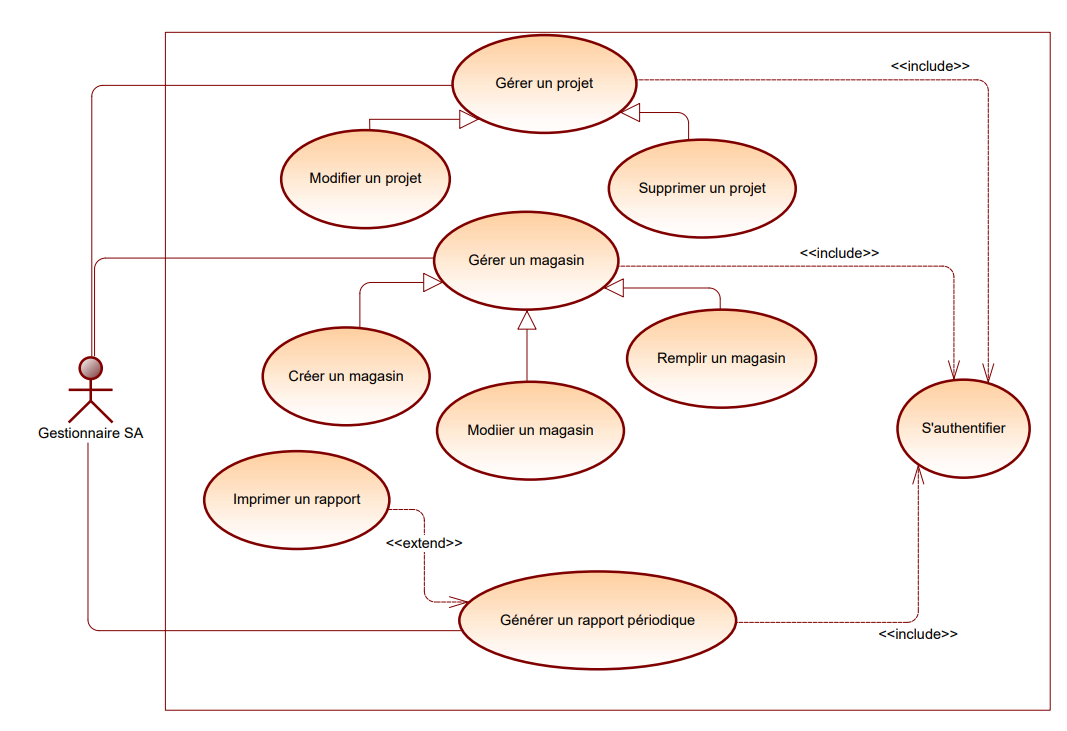 <<include>>
Gérer un projet
Modifier un projet
Supprimer un projet
<<include>>
Gérer un magasin
Remplir un magasin
Créer un magasin
Modiier un magasin
S'authentifier
Gestionnaire SA
Imprimer un rapport
<<extend>>
Générer un rapport périodique
<<include>>